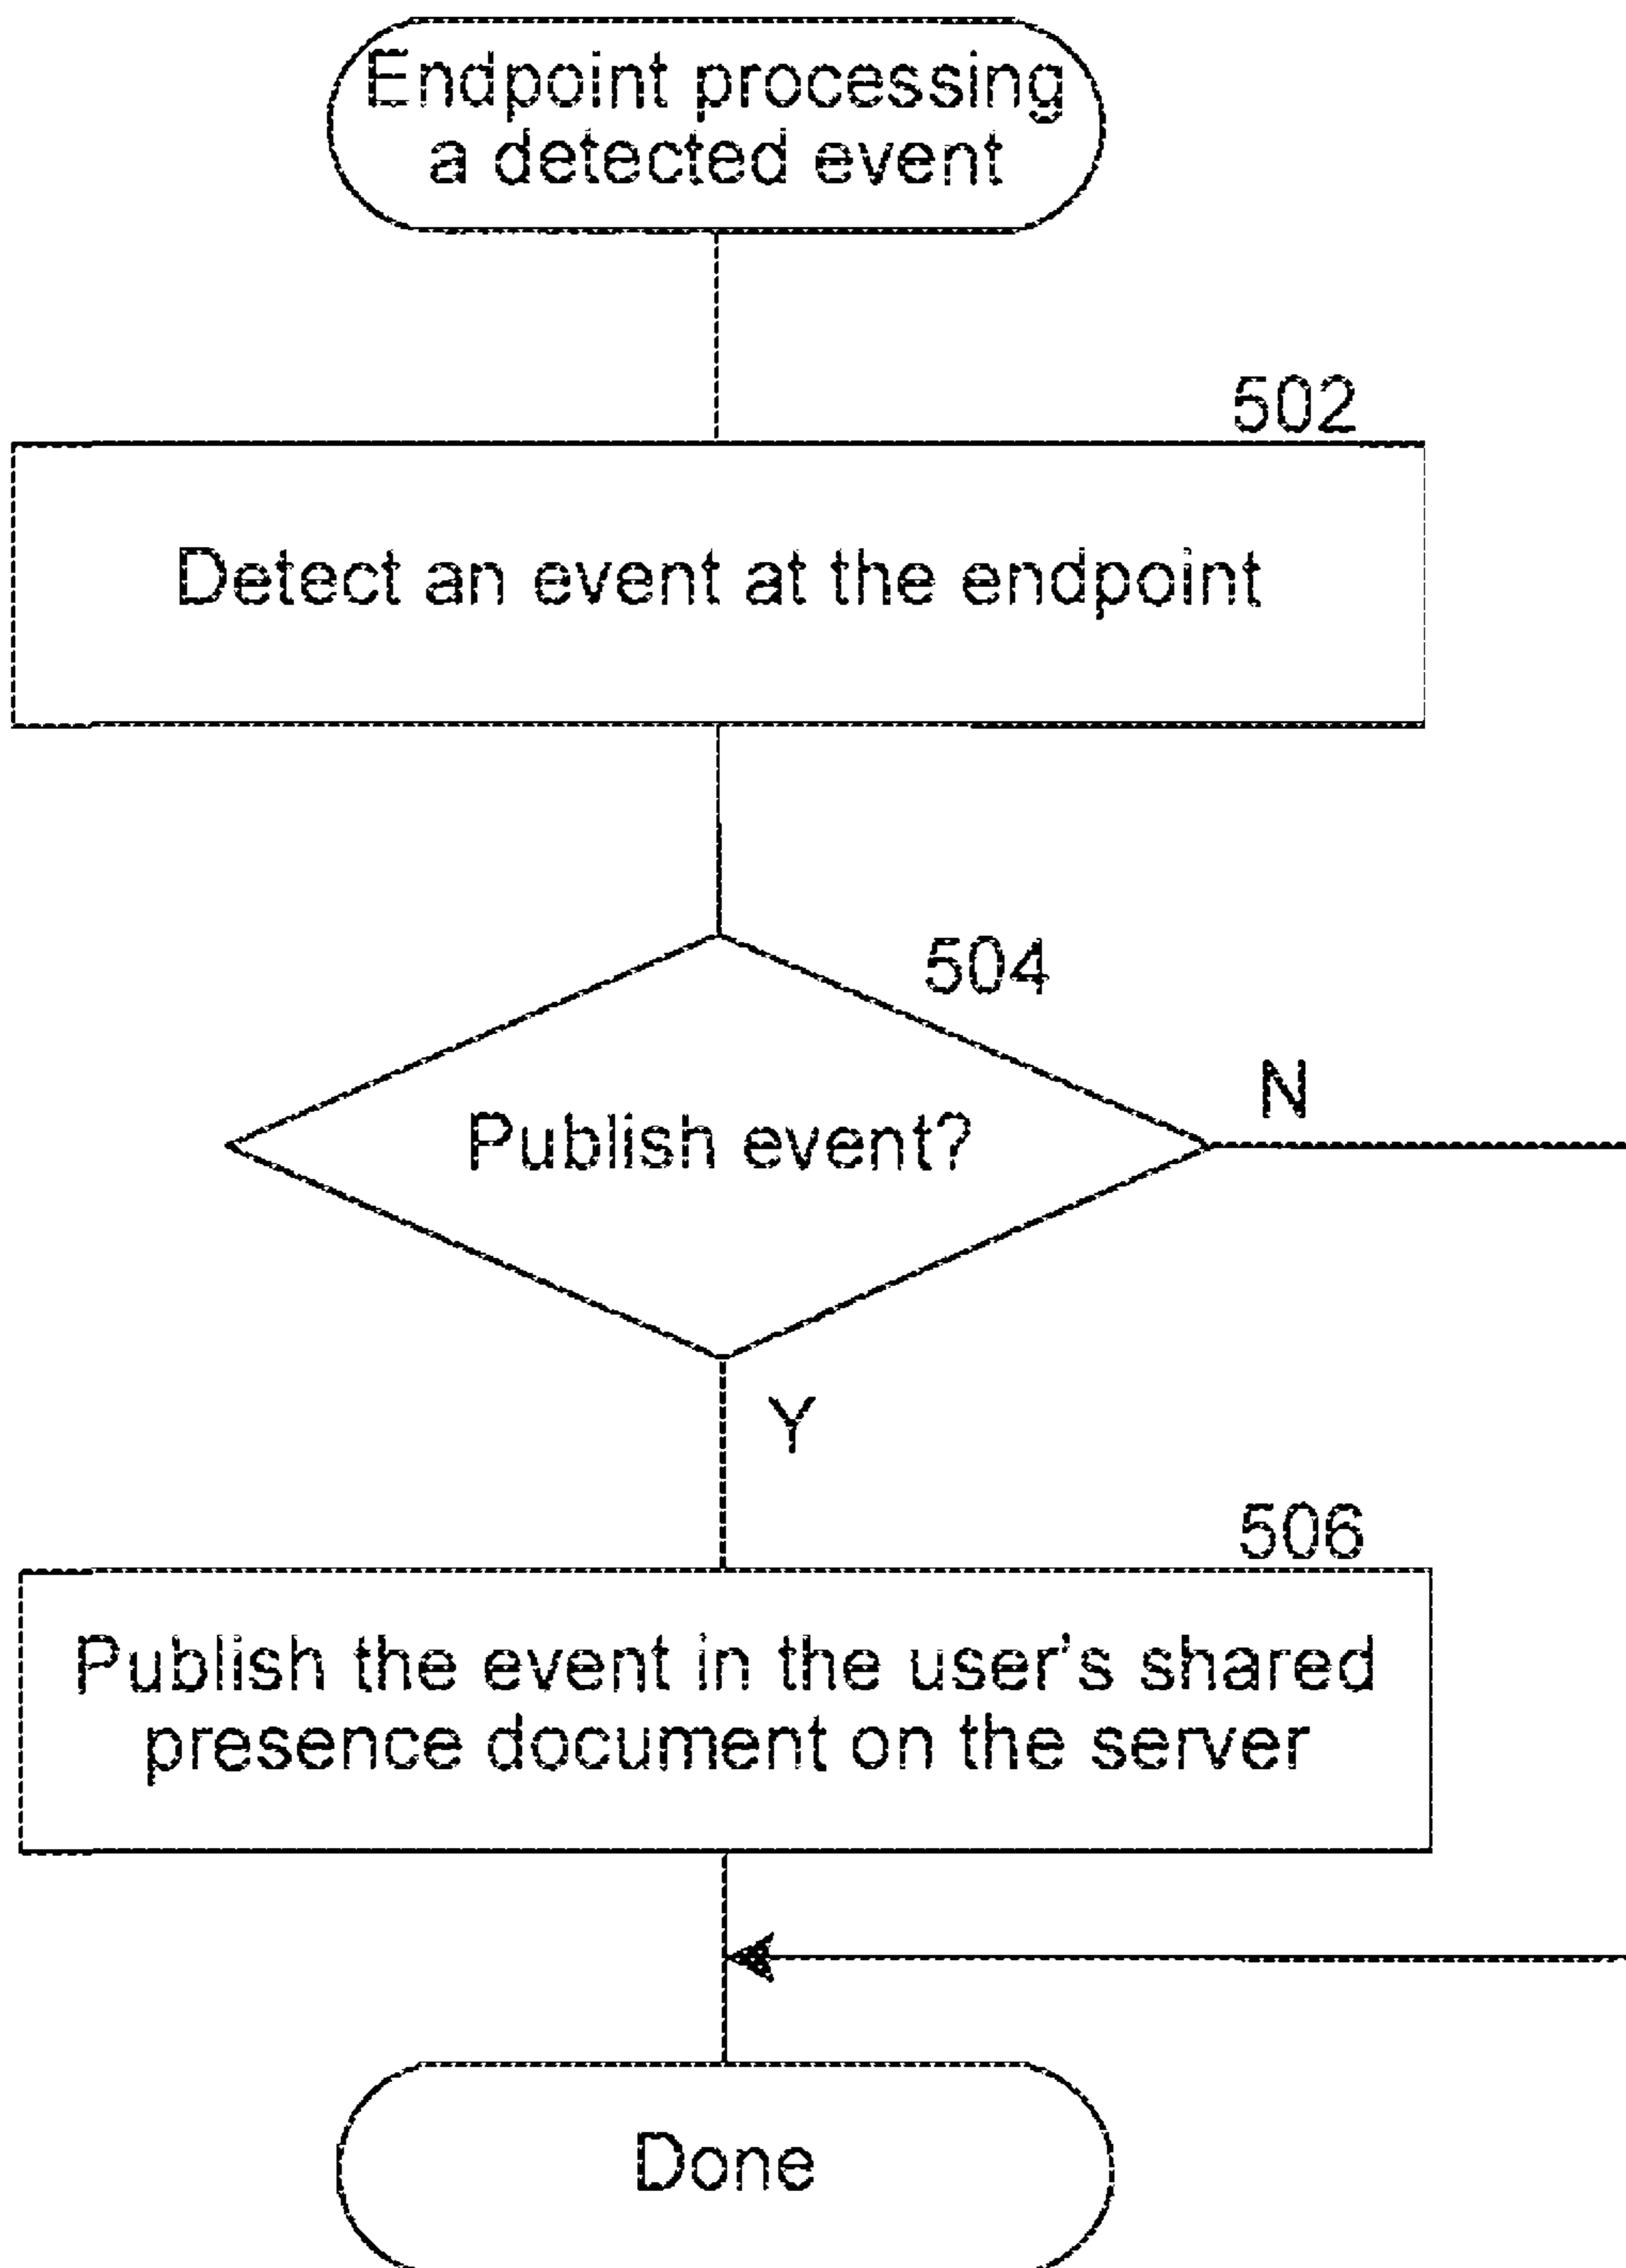 Endpoint processing
a detected event
502
Detect an event at the endpoint
504
Publish event?
N
Y
506
Publish the event in the user's shared
presence document on the server
Done